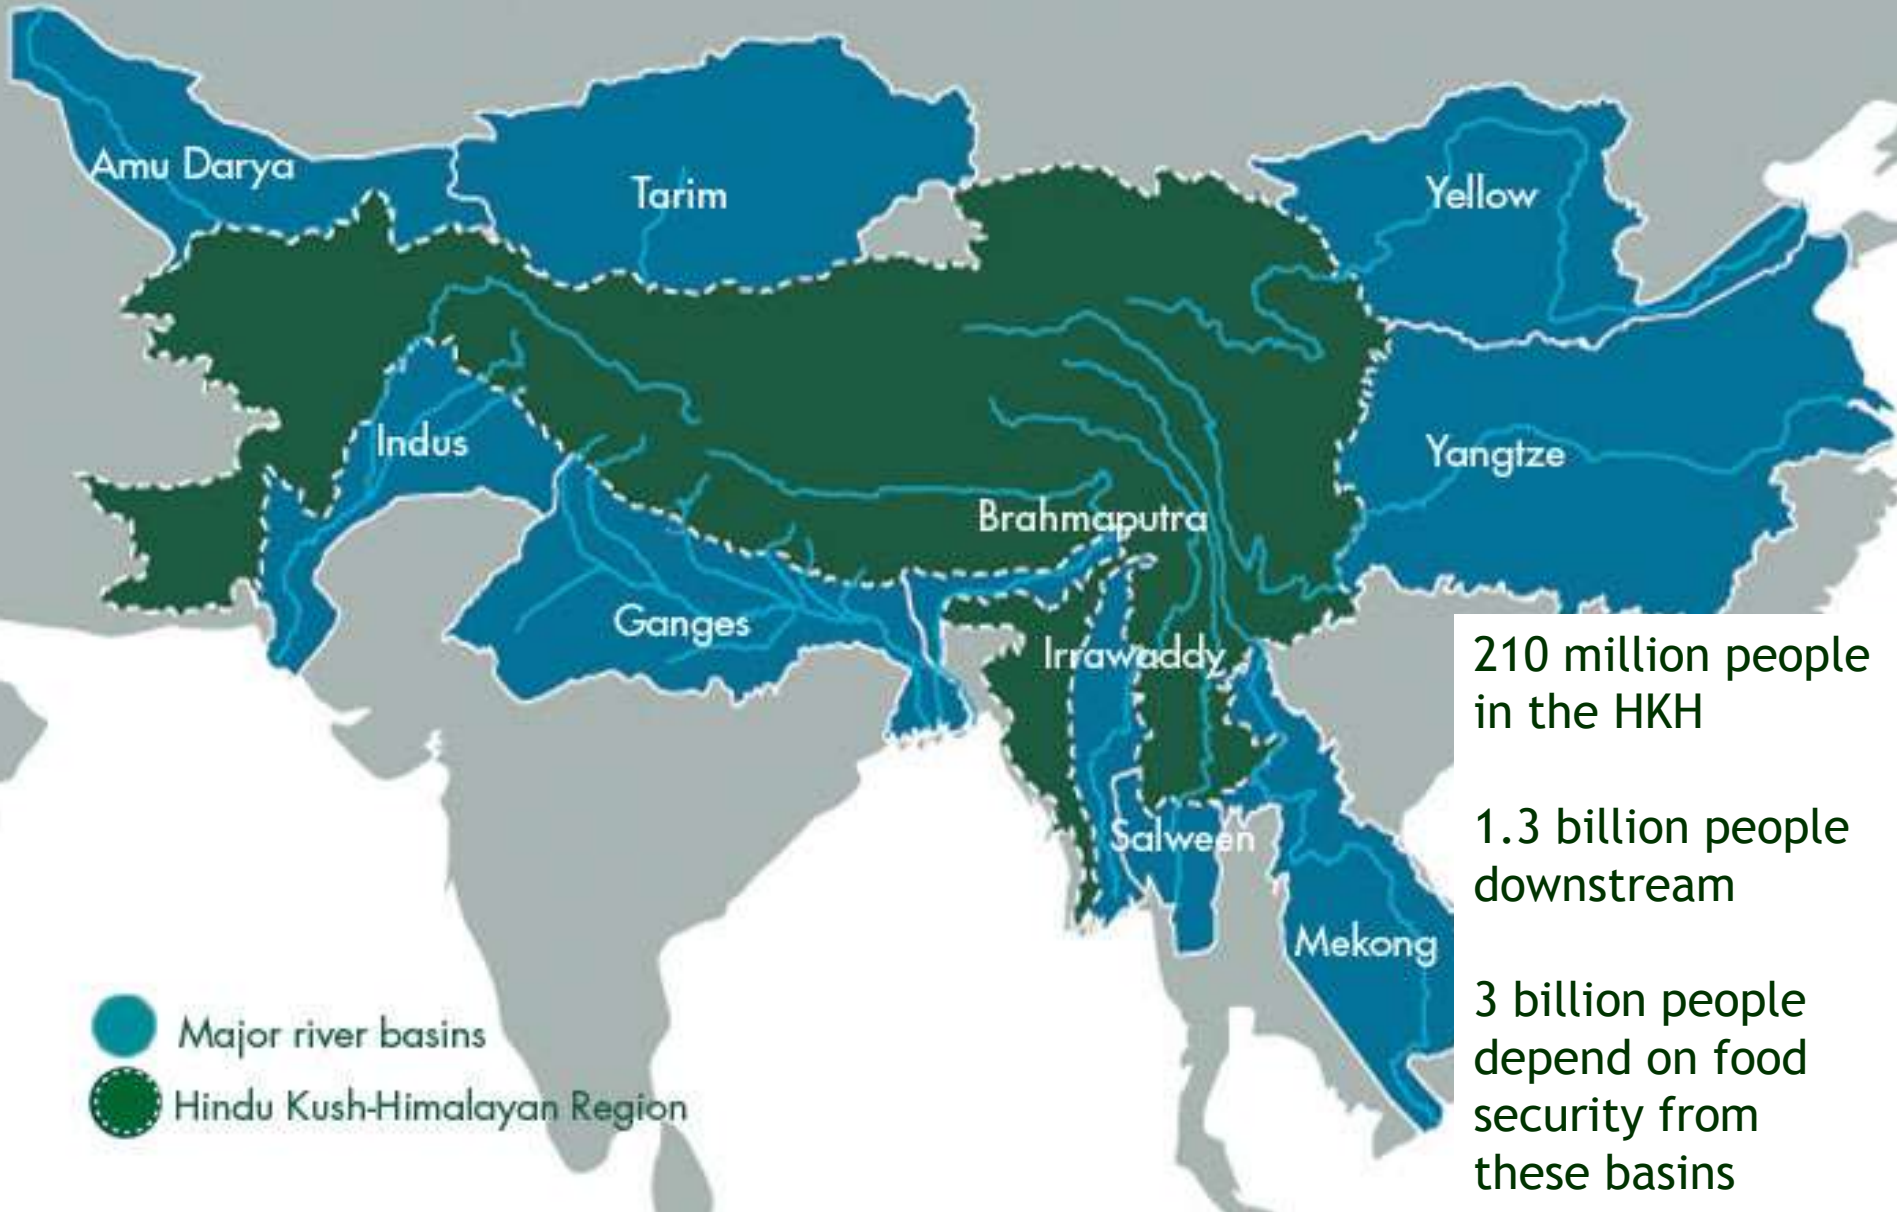 Amu Darya
Tarim
Yellow
Indus
Yangtze
Brahmaputra
Ganges
Irrawaddy
Salween
Mekong
Major river basins
Hindu Kush-Himalayan Region
210 million people
in the HKH
1.3 billion people
downstream
3 billion people
depend on food
security from
these basins